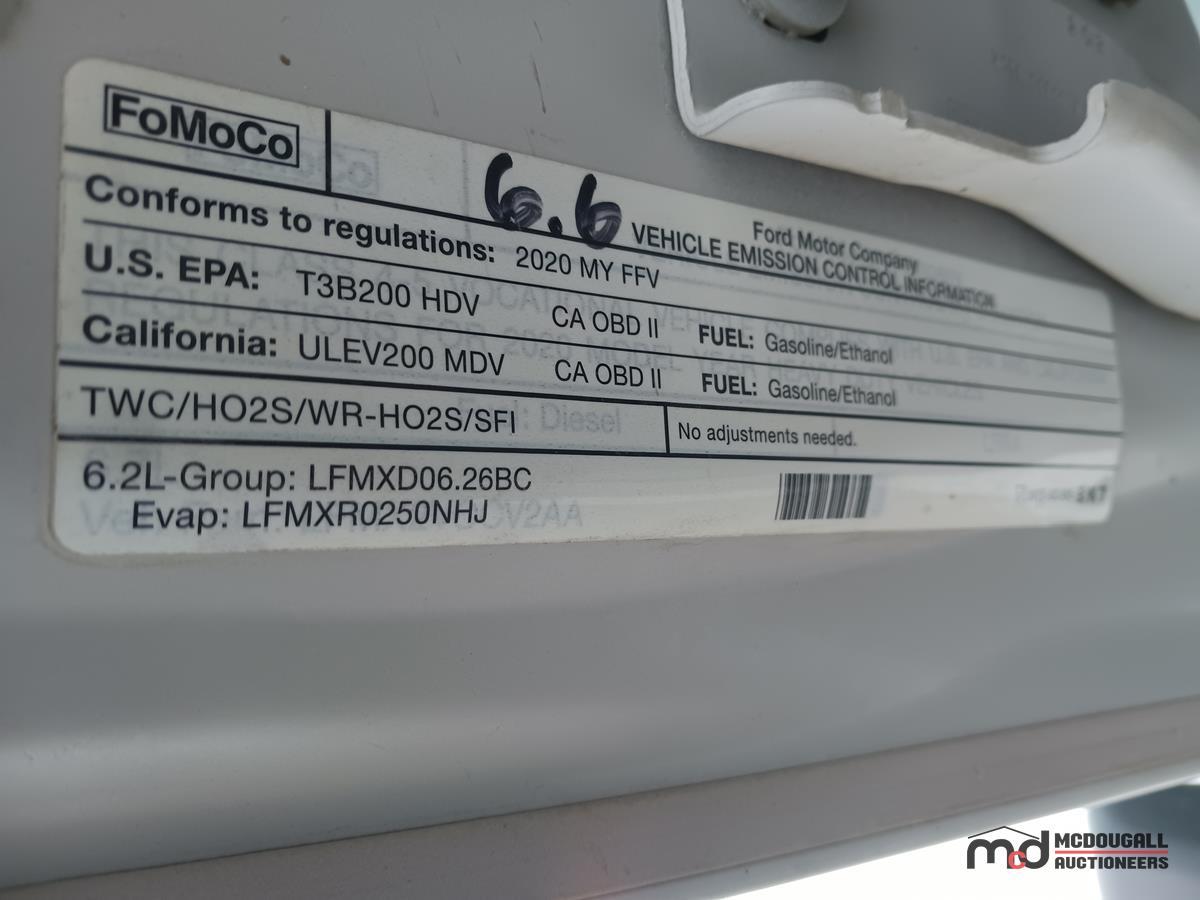 FoMoCo
6.6
Ford Motor Company
VEHICLE EMISSION CONTROL INFORMATION
Conforms to regulations: 2020 MY FFV
U.S. EPA: T3B200 HDV CA OBD II FUEL: Gasoline/Ethanol
California: ULEV200 MDV CA OBD II FUEL: Gasoline/Ethanol
TWC/HO2S/WR-HO2S/SFI No adjustments needed.
6.2L-Group: LFMXD06.26BC
Evap: LFMXR0250NHJ
mcd MCDOUGALL
AUCTIONEERS